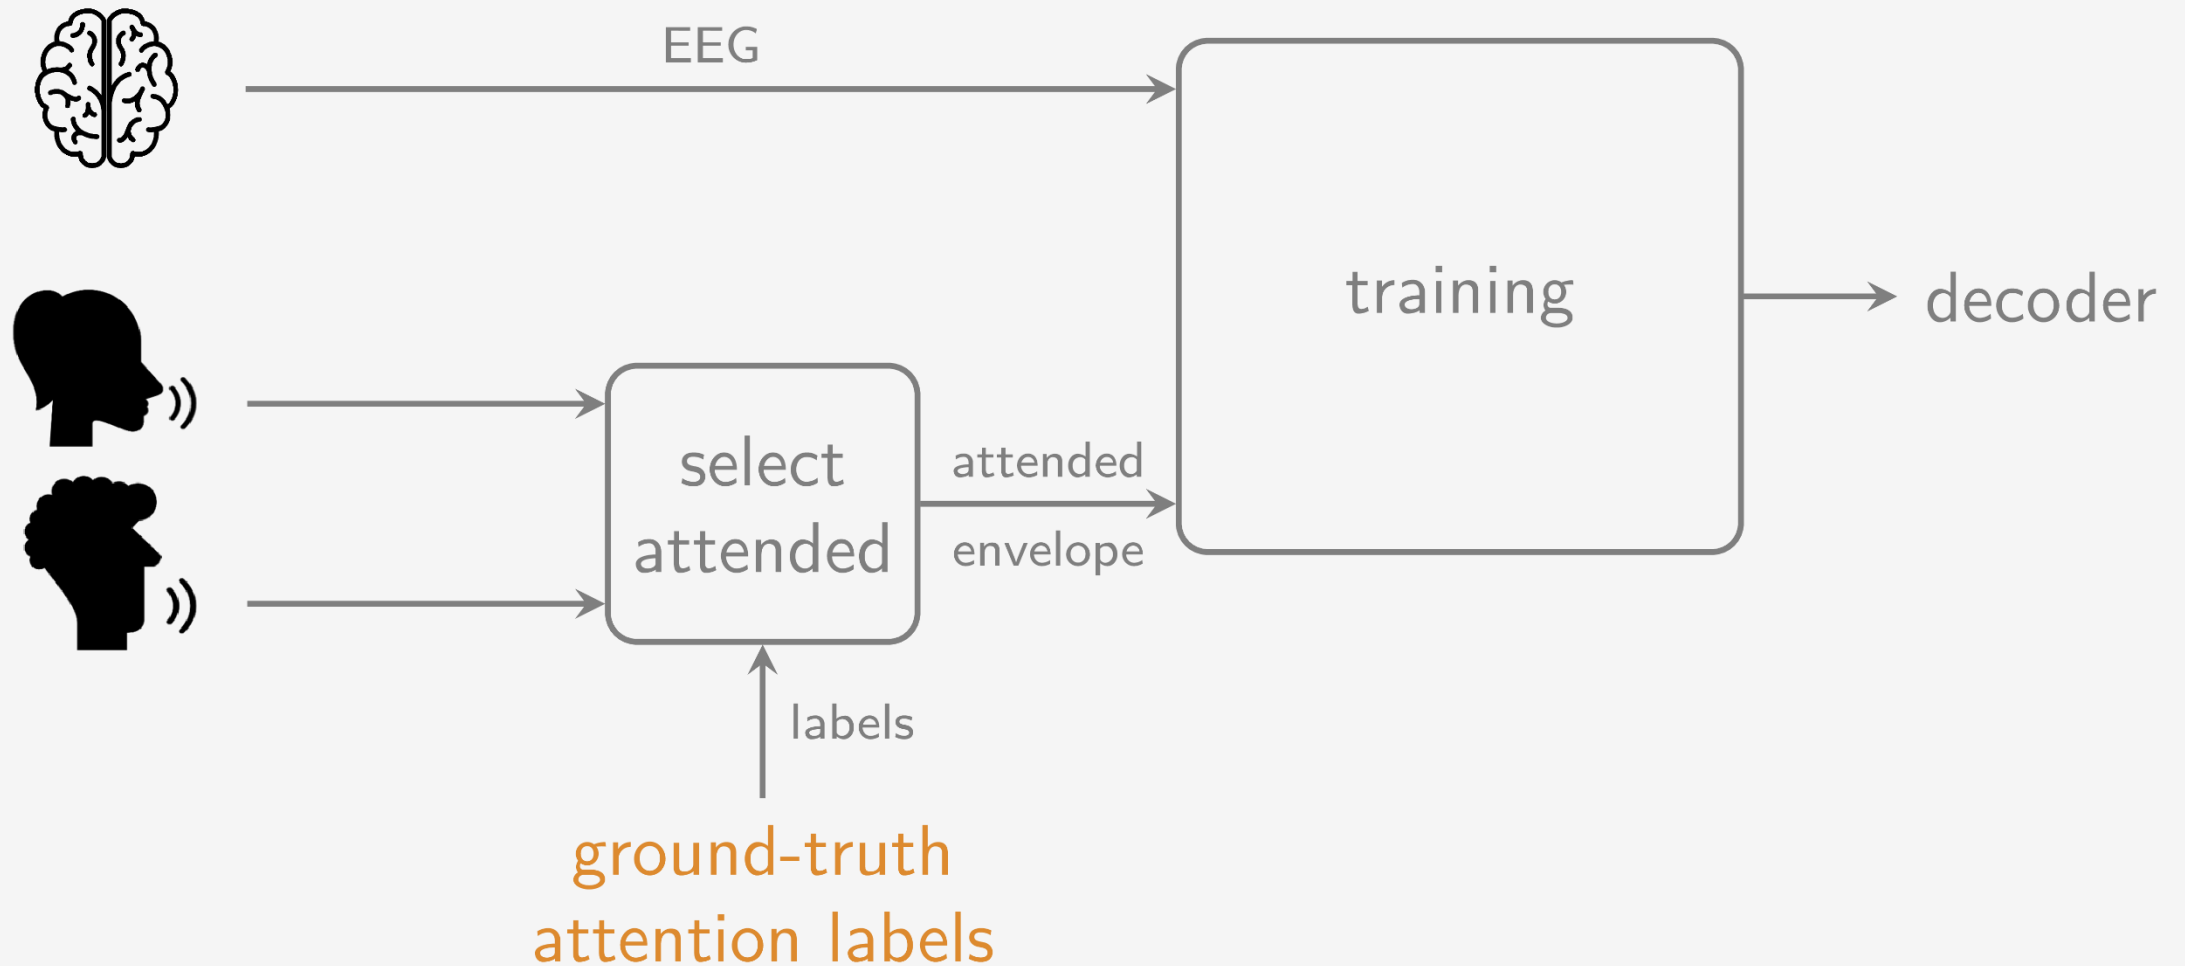 EEG
training
decoder
select
attended
attended
envelope
labels
ground-truth
attention labels